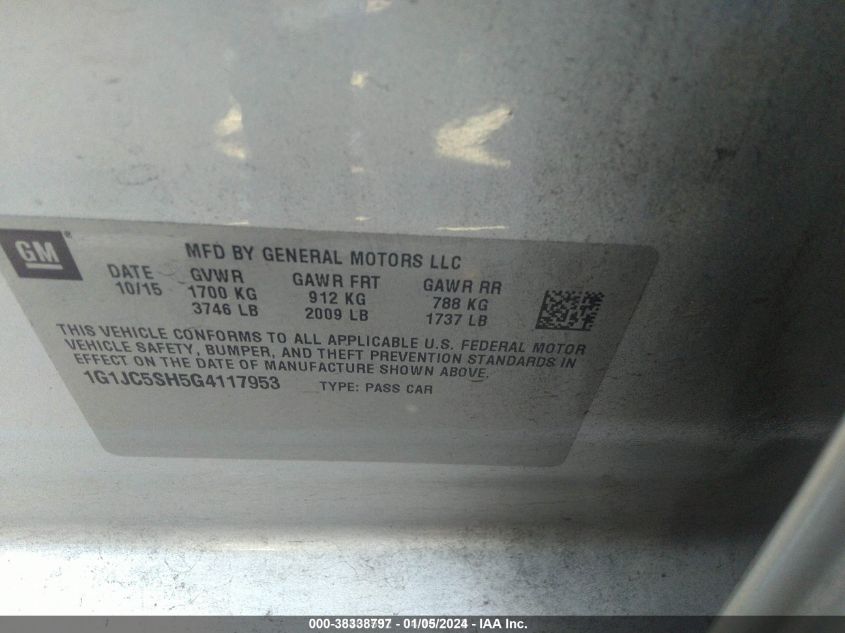 GM
MFD BY GENERAL MOTORS LLC
DATE GVWR GAWR FRT GAWR RR
10/15 1700 KG 912 KG 788 KG
3746 LB 2009 LB 1737 LB
THIS VEHICLE CONFORMS TO ALL APPLICABLE U.S. FEDERAL MOTOR
VEHICLE SAFETY, BUMPER, AND THEFT PREVENTION STANDARDS IN
EFFECT ON THE DATE OF MANUFACTURE SHOWN ABOVE.
1G1JC5SH5G4117953 TYPE: PASS CAR
000-38338797 - 01/05/2024 - IAA Inc.